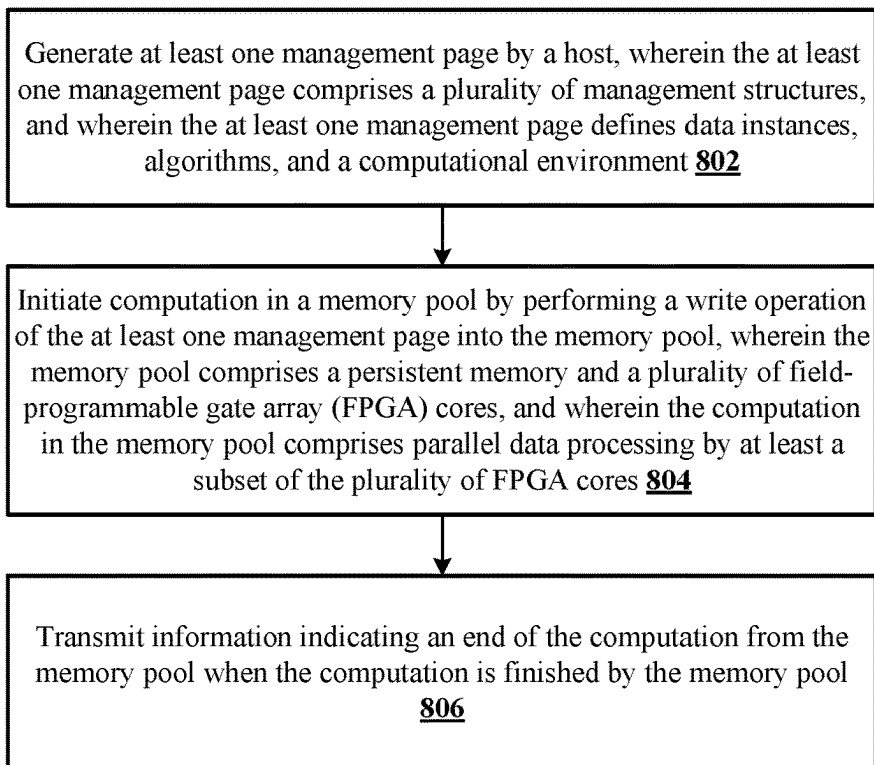 Generate at least one management page by a host, wherein the at least
one management page comprises a plurality of management structures,
and wherein the at least one management page defines data instances,
algorithms, and a computational environment 802
Initiate computation in a memory pool by performing a write operation
of the at least one management page into the memory pool, wherein the
memory pool comprises a persistent memory and a plurality of field-
programmable gate array (FPGA) cores, and wherein the computation
in the memory pool comprises parallel data processing by at least a
subset of the plurality of FPGA cores 804
Transmit information indicating an end of the computation from the
memory pool when the computation is finished by the memory pool
806